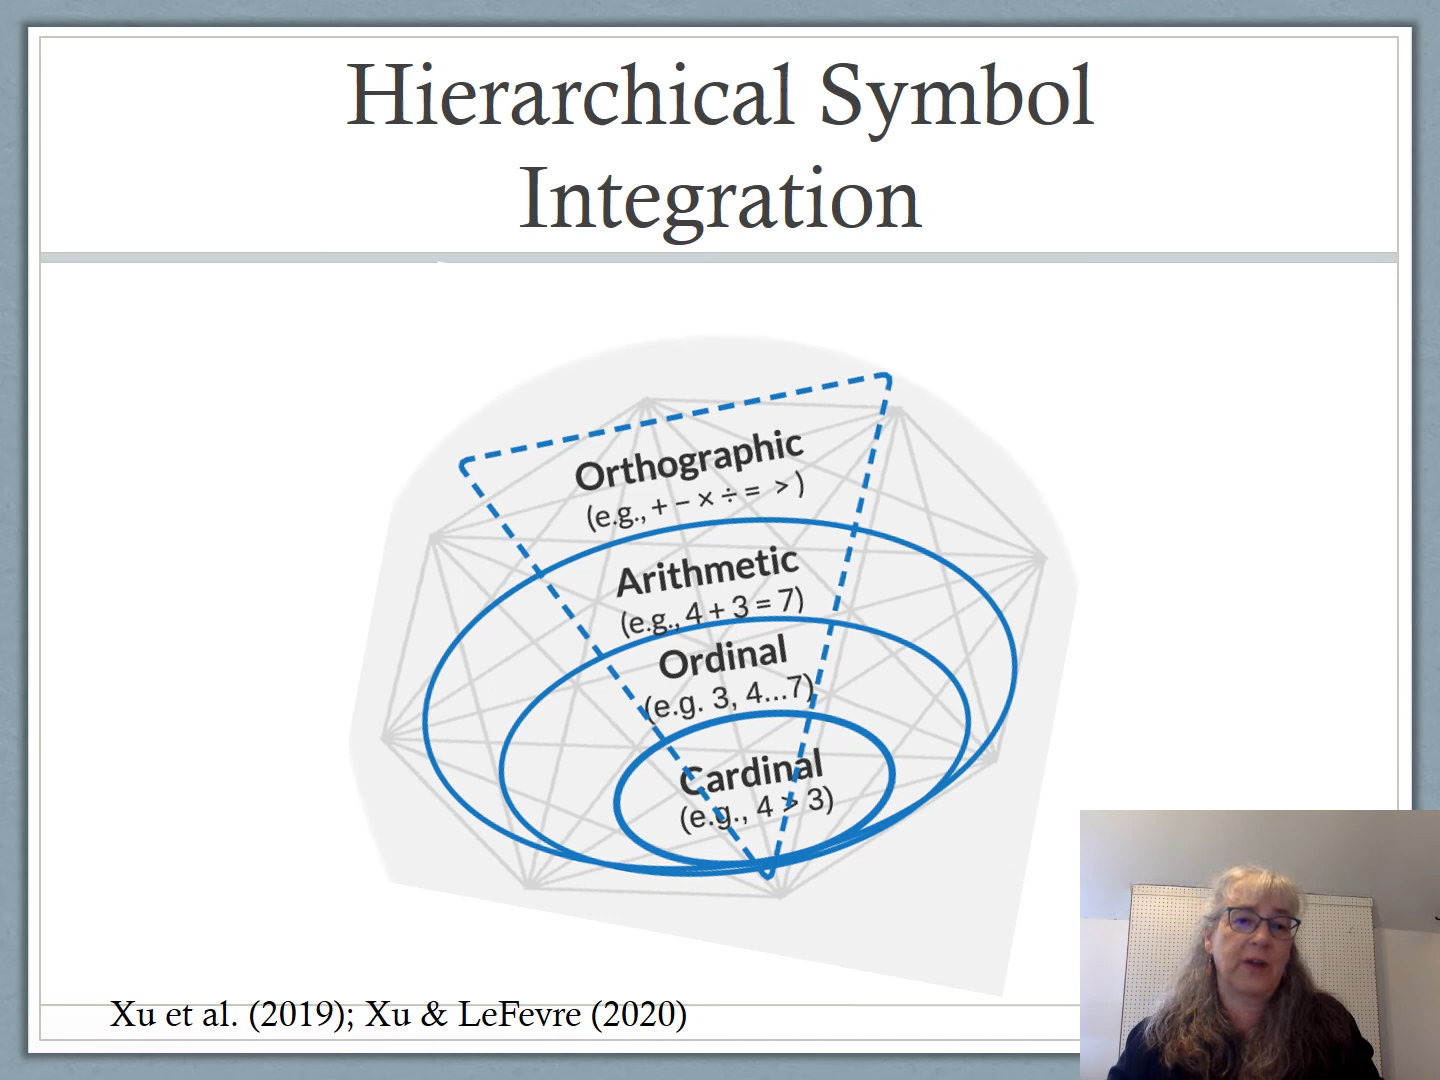 Hierarchical Symbol
Integration
Orthographic
(e.g., + − × ÷ = > )
Arithmetic
(e.g., 4 + 3 = 7)
Ordinal
(e.g. 3, 4...7)
Cardinal
(e.g., 4 > 3)
Xu et al. (2019); Xu & LeFevre (2020)